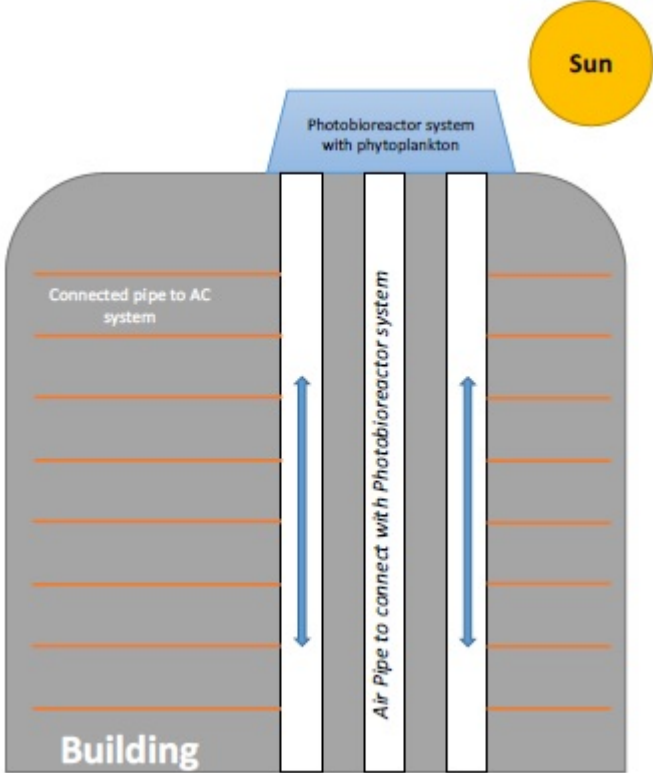 Sun
Photobioreactor system
with phytoplankton
Connected pipe to AC
system
Air Pipe to connect with Photobioreactor system
Building